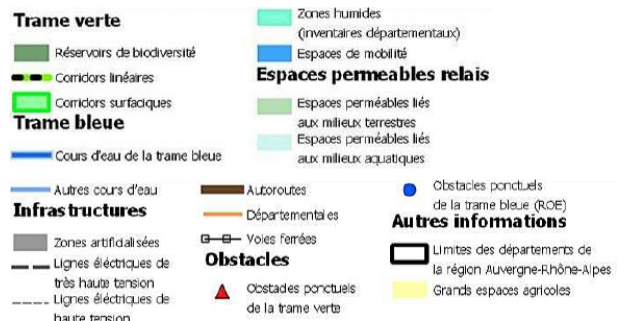 Trame verte
Réservoirs de biodiversité
Corridors linéaires
Corridors surfaciques
Trame bleue
Cours d'eau de la trame bleue
Zones humides
(inventaires départementaux)
Espaces de mobilité
Espaces permeables relais
Espaces perméables liés
aux milieux terrestres
Espaces perméables liés
aux milieux aquatiques
Autres cours d'eau
Infrastructures
Zones artificialisées
Lignes éléctriques de
très haute tension
Lignes éléctriques de
haute tension
Autoroutes
Départementales
Voies ferrées
Obstacles
Obstacles ponctuels
de la trame verte
Obstacles ponctuels
de la trame bleue (ROE)
Autres informations
Limites des départements de
la région Auvergne-Rhône-Alpes
Grands espaces agricoles